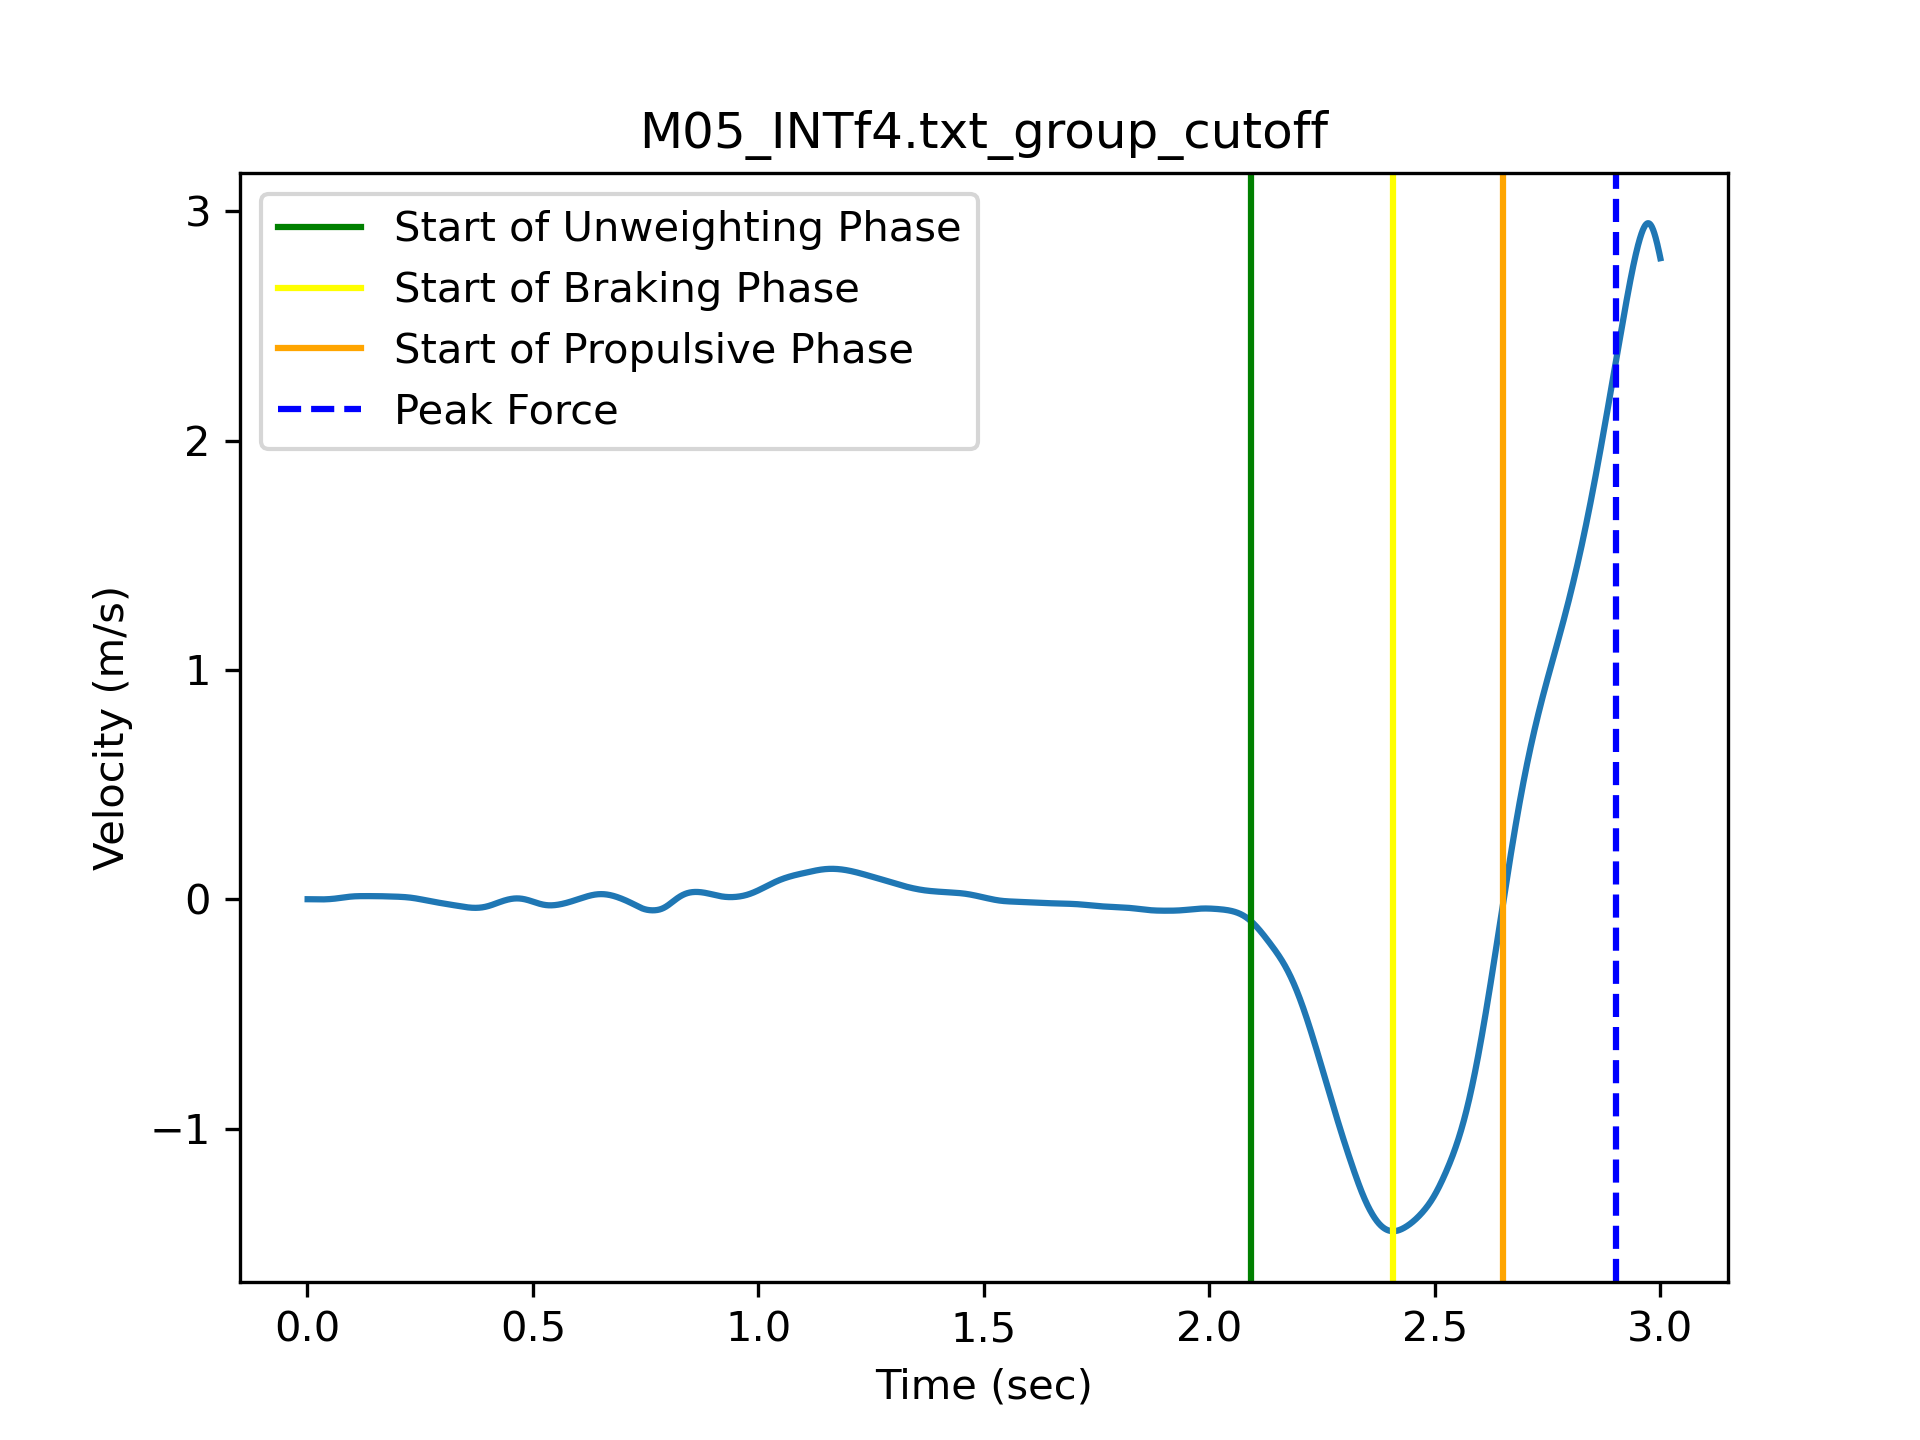 M05_INTf4.txt_group_cutoff
Start of Unweighting Phase
Start of Braking Phase
Start of Propulsive Phase
Peak Force
3
2
1
0
−1
Velocity (m/s)
0.0 0.5 1.0 1.5 2.0 2.5 3.0
Time (sec)